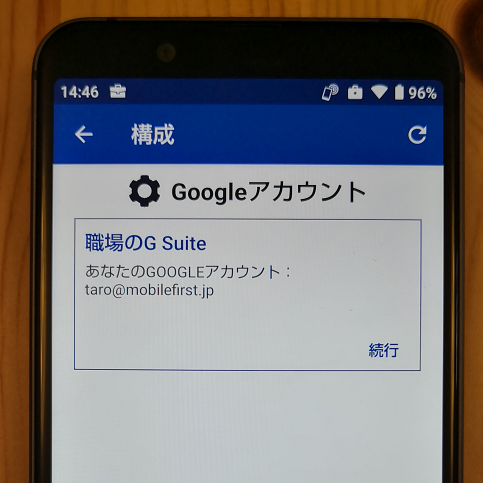 14:46 96%
構成
Googleアカウント
職場のG Suite
あなたのGOOGLEアカウント：
taro@mobilefirst.jp
続行